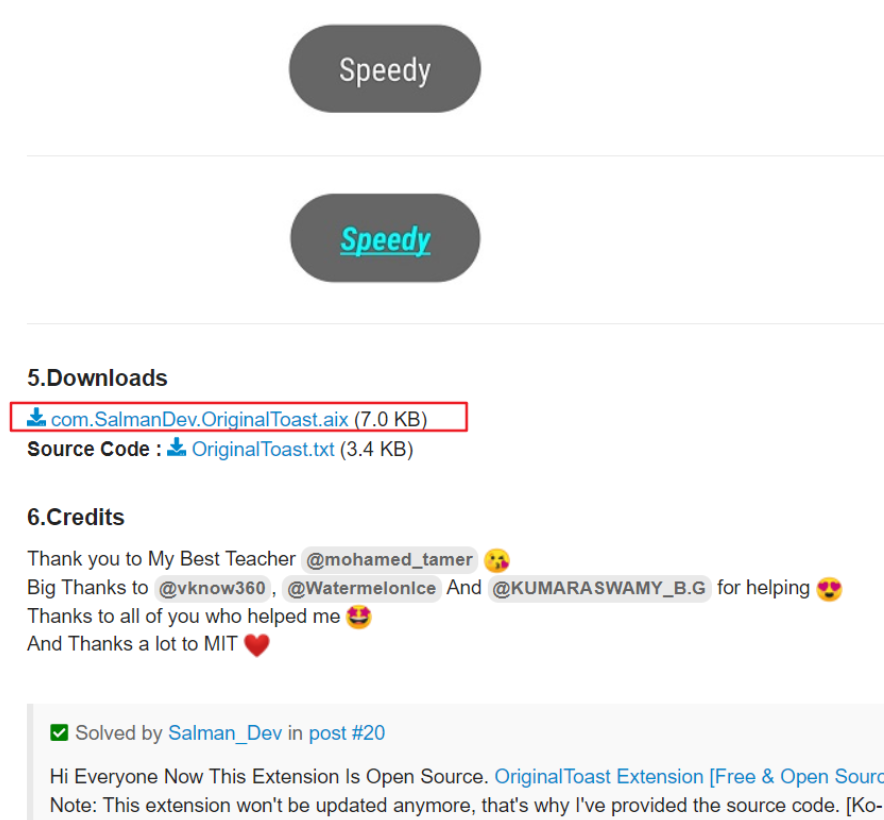 Speedy
Speedy
5.Downloads
com.SalmanDev.OriginalToast.aix (7.0 KB)
Source Code : OriginalToast.txt (3.4 KB)
6.Credits
Thank you to My Best Teacher @mohamed_tamer 😘
Big Thanks to @vknow360, @WatermelonIce And @KUMARASWAMY_B.G for helping 😍
Thanks to all of you who helped me 🤩
And Thanks a lot to MIT ❤️
Solved by Salman_Dev in post #20
Hi Everyone Now This Extension Is Open Source. OriginalToast Extension [Free & Open Sourc
Note: This extension won't be updated anymore, that's why I've provided the source code. [Ko-